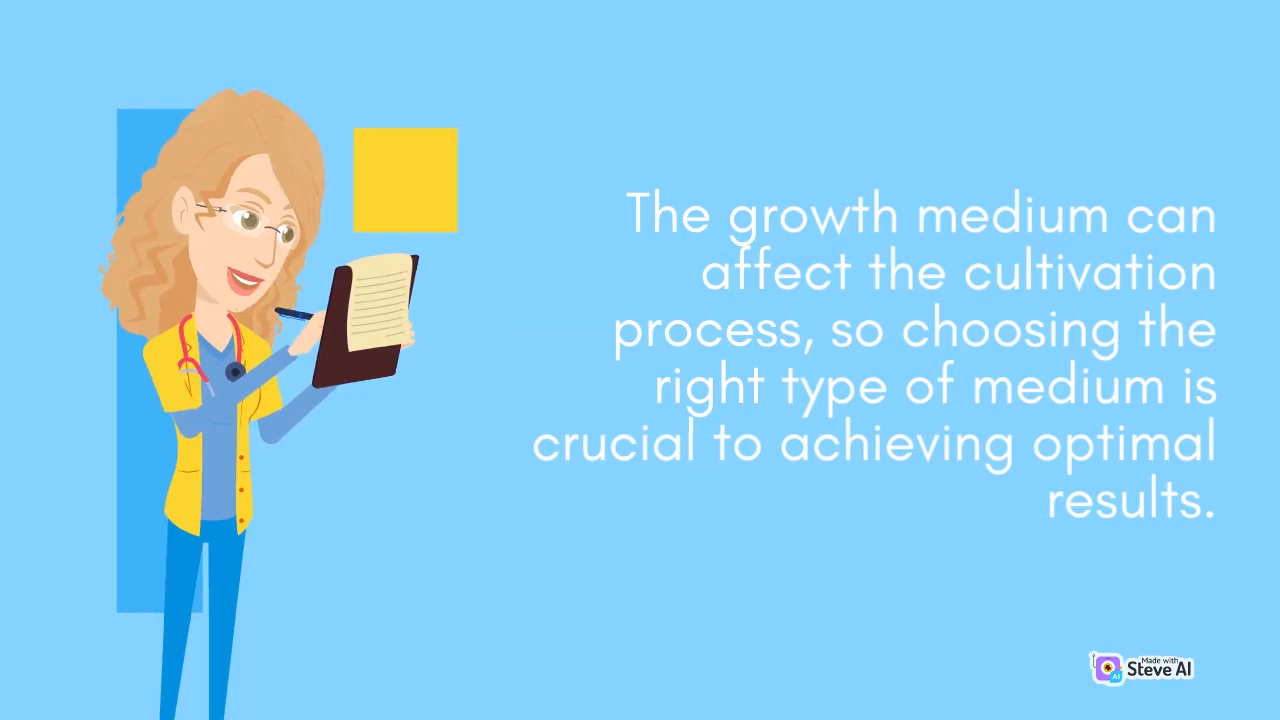 The growth medium can
affect the cultivation
process, so choosing the
right type of medium is
crucial to achieving optimal
results.
Made with
Steve AI
AI